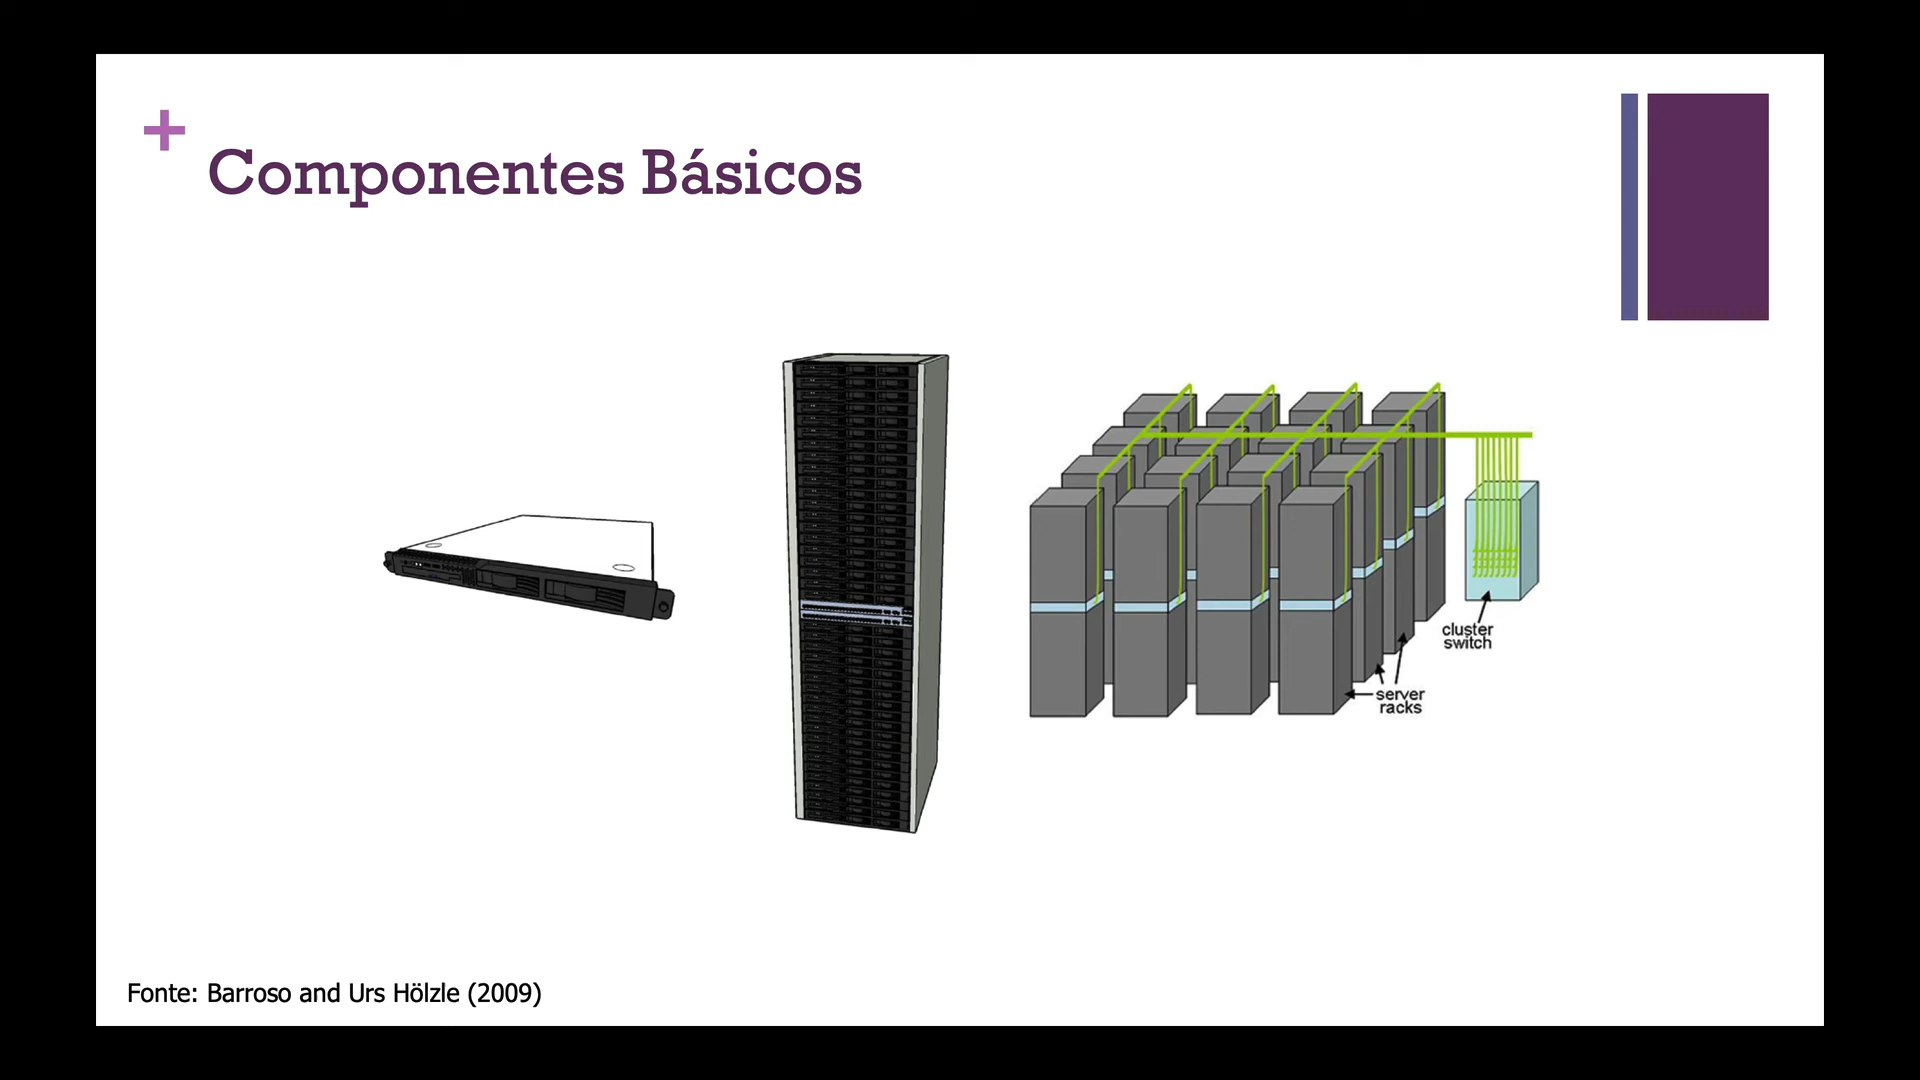 +
Componentes Básicos
cluster
switch
server
racks
Fonte: Barroso and Urs Hölzle (2009)